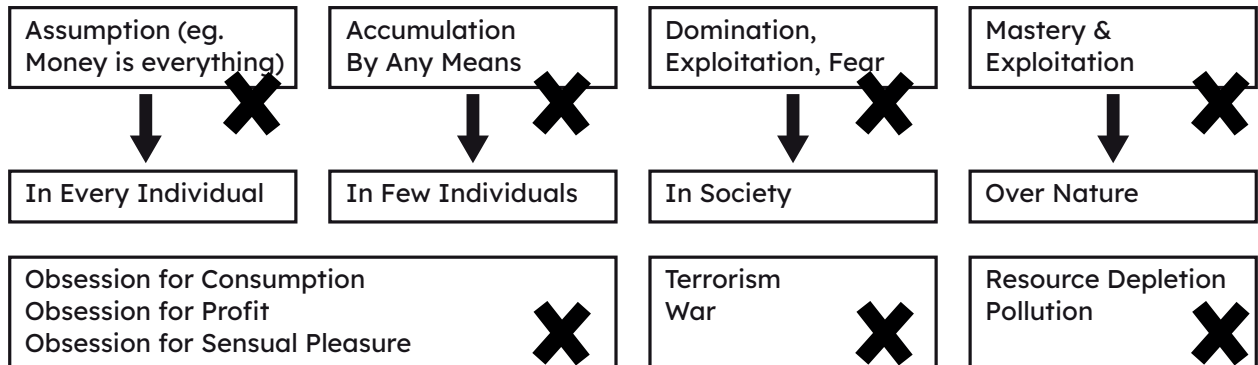 Assumption (eg.
Money is everything)
Accumulation
By Any Means
Domination,
Exploitation, Fear
Mastery &
Exploitation
In Every Individual
In Few Individuals
In Society
Over Nature
Obsession for Consumption
Obsession for Profit
Obsession for Sensual Pleasure
Terrorism
War
Resource Depletion
Pollution